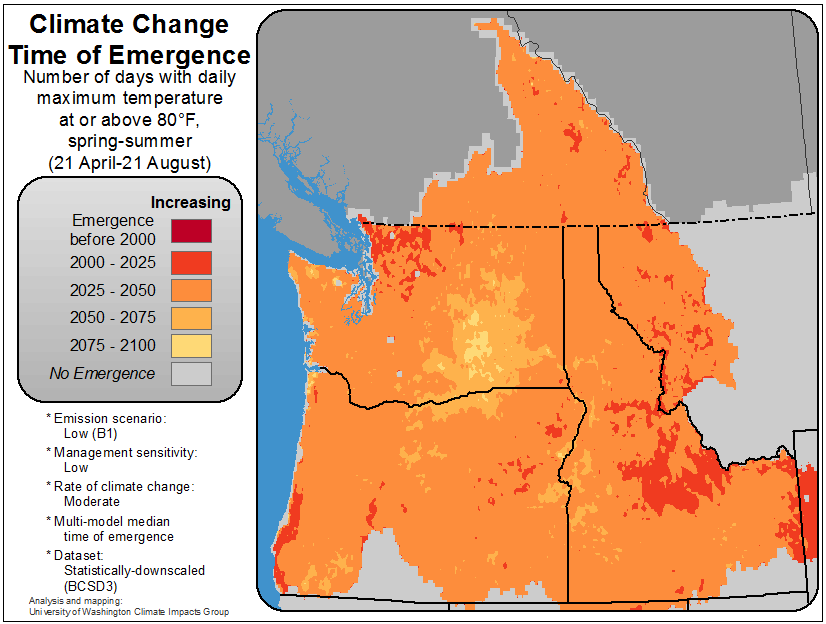 Climate Change
Time of Emergence
Number of days with daily
maximum temperature
at or above 80°F,
spring-summer
(21 April-21 August)
Increasing
Emergence
before 2000
2000 - 2025
2025 - 2050
2050 - 2075
2075 - 2100
No Emergence
* Emission scenario:
Low (B1)
* Management sensitivity:
Low
* Rate of climate change:
Moderate
* Multi-model median
time of emergence
* Dataset:
Statistically-downscaled
(BCSD3)
Analysis and mapping:
University of Washington Climate Impacts Group